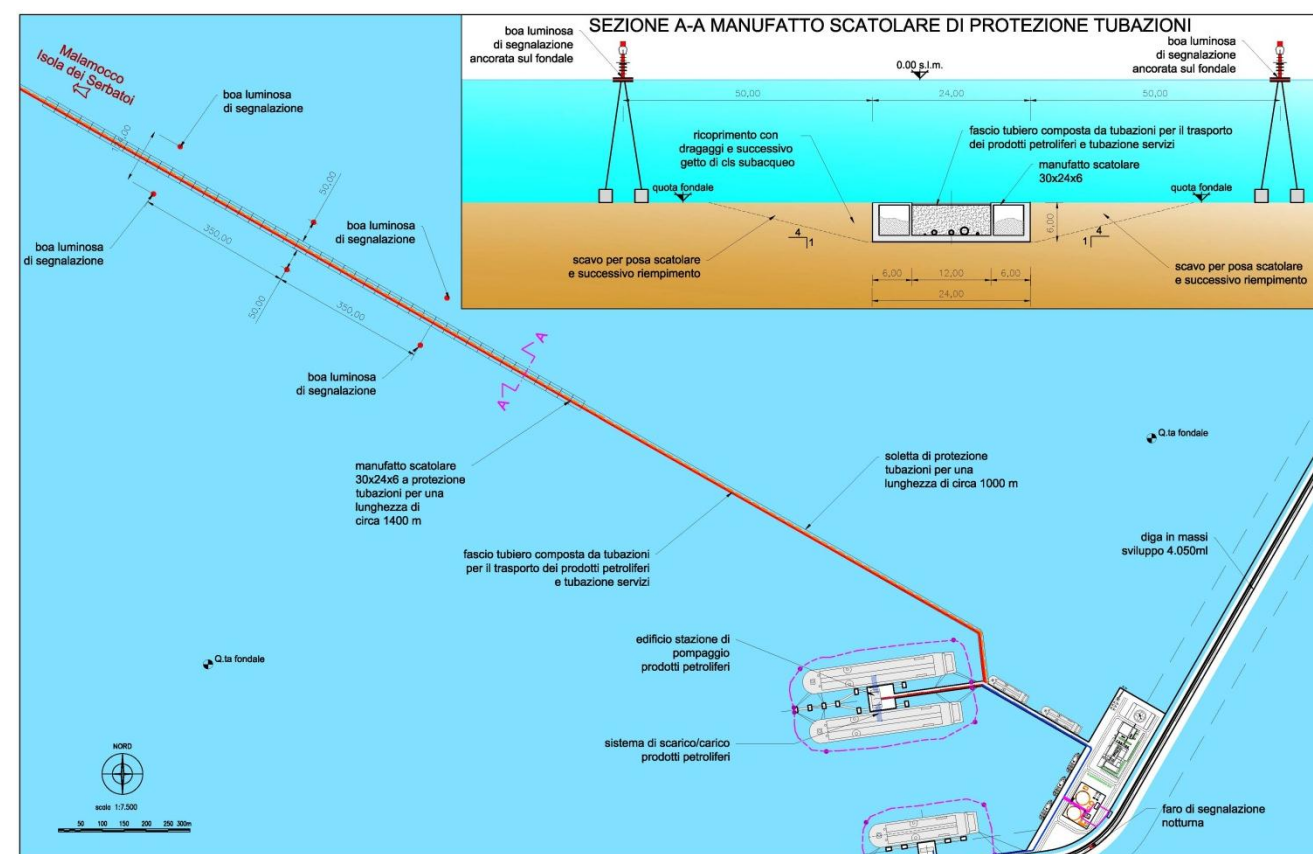 SEZIONE A-A MANUFATTO SCATOLARE DI PROTEZIONE TUBAZIONI
boa luminosa
di segnalazione
ancorata sul fondale
0.00 s.l.m.
boa luminosa
di segnalazione
ancorata sul fondale
50,00
24,00
50,00
ricoprimento con
dragaggi e successivo
getto di cls subacqueo
fascio tubiero composta da tubazioni per il trasporto
dei prodotti petroliferi e tubazione servizi
manufatto scatolare
30x24x6
quota fondale
quota fondale
6,00
4
1
4
1
scavo per posa scatolare
e successivo riempimento
scavo per posa scatolare
e successivo riempimento
6,00
12,00
6,00
24,00
Malamocco
Isola dei Serbatoi
boa luminosa
di segnalazione
50,00
boa luminosa
di segnalazione
boa luminosa
di segnalazione
350,00
350,00
50,00
boa luminosa
di segnalazione
A
A
Q.ta fondale
manufatto scatolare
30x24x6 a protezione
tubazioni per una
lunghezza di
circa 1400 m
soletta di protezione
tubazioni per una
lunghezza di circa 1000 m
diga in massi
sviluppo 4.050ml
fascio tubiero composta da tubazioni
per il trasporto dei prodotti petroliferi
e tubazione servizi
edificio stazione di
pompaggio
prodotti petroliferi
Q.ta fondale
sistema di scarico/carico
prodotti petroliferi
NORD
scale 1:7.500
50 100 150 200 250 300m
faro di segnalazione
notturna